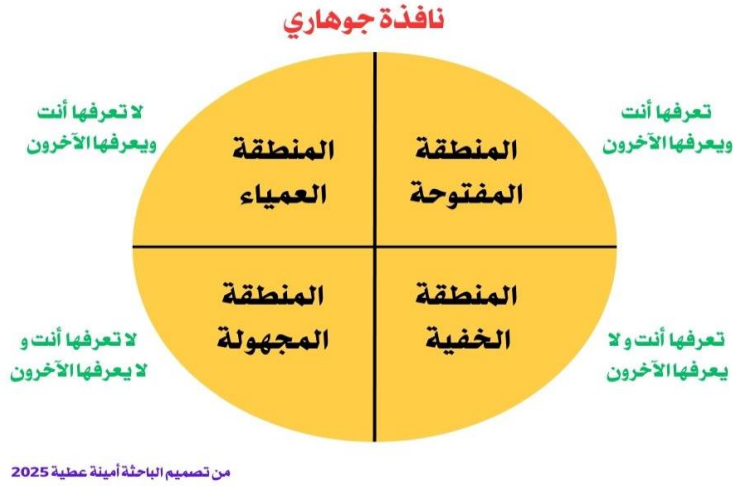 نافذة جوهاري
تعرفها أنت
ويعرفها الآخرون
المنطقة
المفتوحة
المنطقة
العمياء
لا تعرفها أنت
ويعرفها الآخرون
تعرفها أنت و لا
يعرفها الآخرون
المنطقة
الخفية
المنطقة
المجهولة
لا تعرفها أنت و
لا يعرفها الآخرون
من تصميم الباحثة أمينة عطية 2025